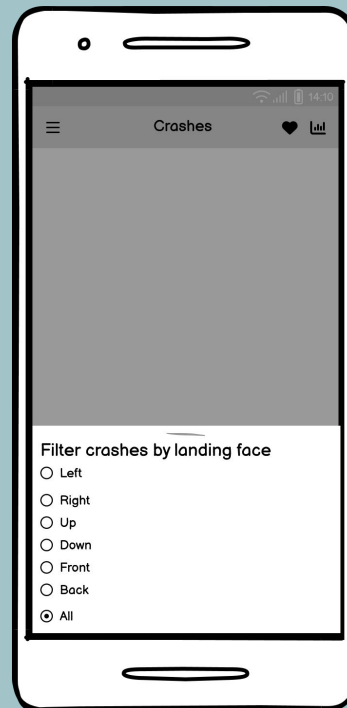 14:10
Crashes
Filter crashes by landing face
Left
Right
Up
Down
Front
Back
All